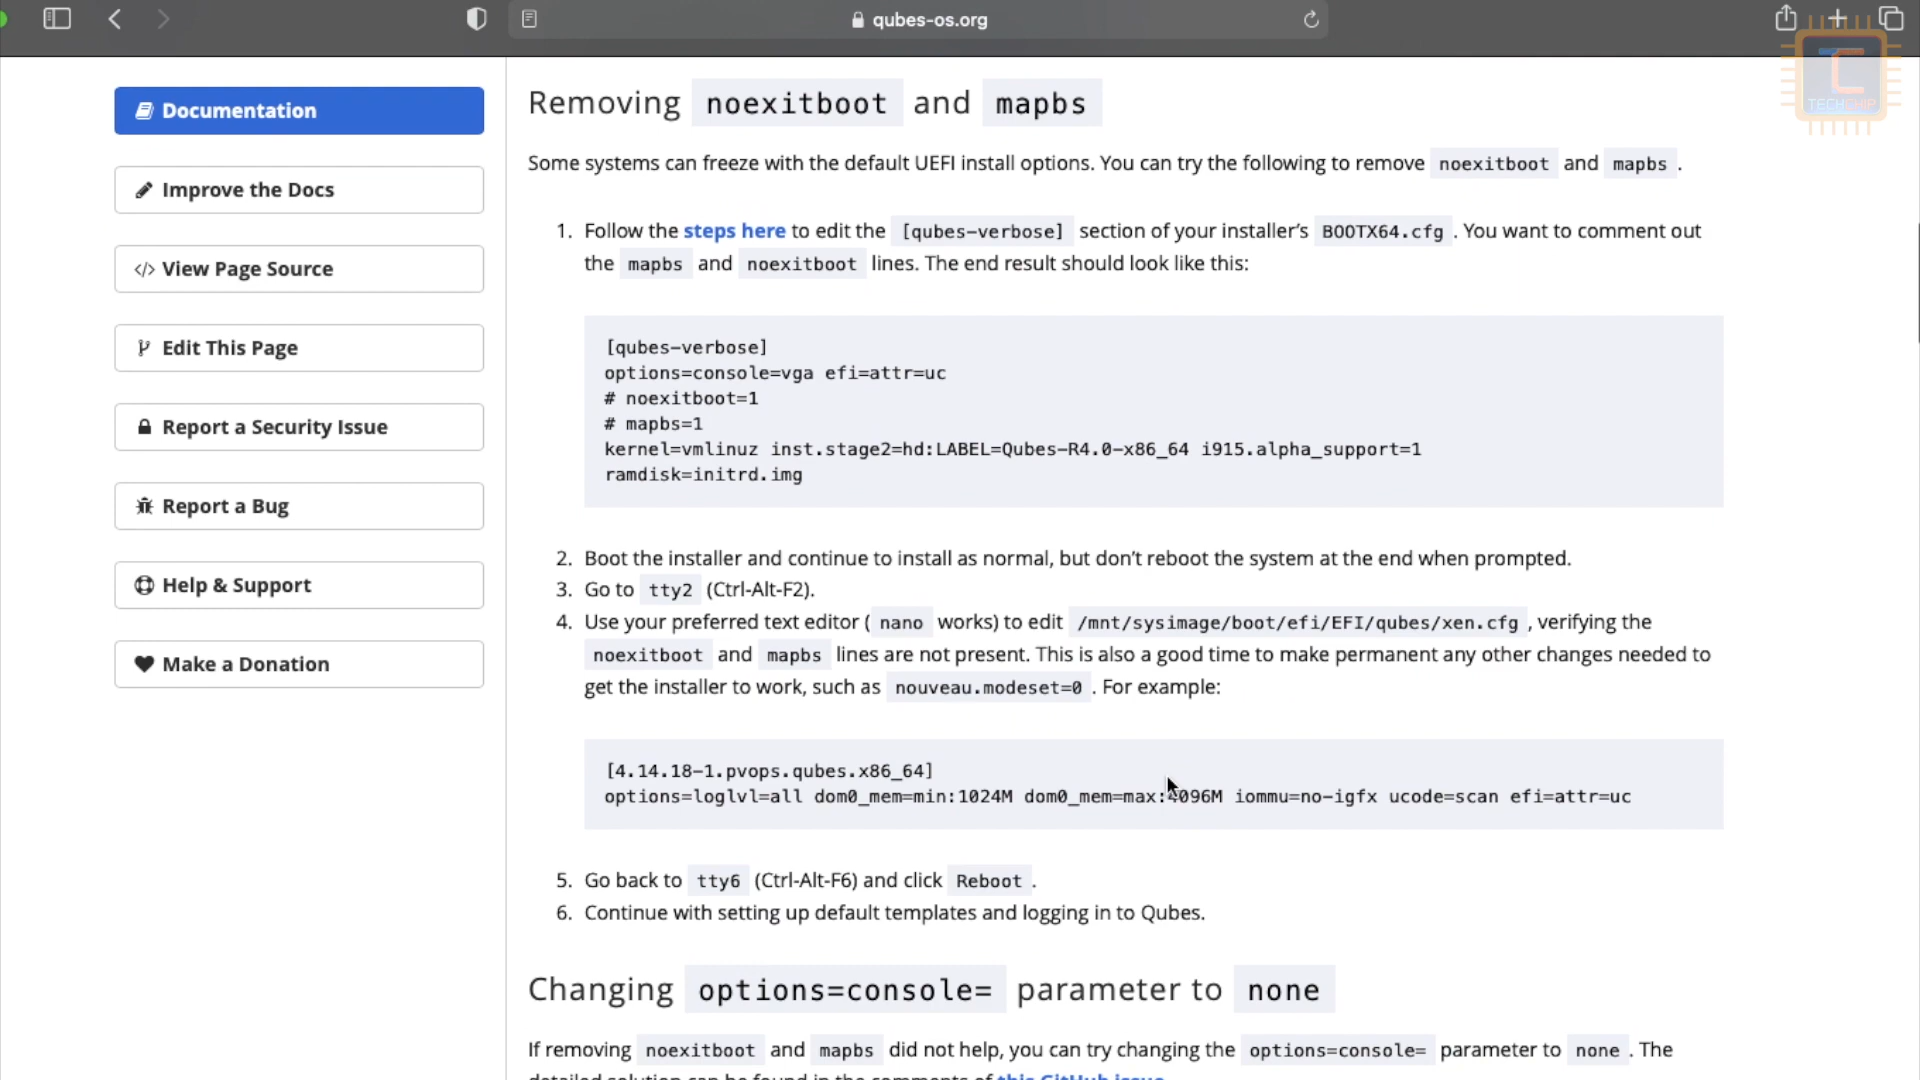 qubes-os.org
TECHCHIP
Documentation
Improve the Docs
View Page Source
Edit This Page
Report a Security Issue
Report a Bug
Help & Support
Make a Donation
Removing noexitboot and mapbs
Some systems can freeze with the default UEFI install options. You can try the following to remove noexitboot and mapbs .
1. Follow the steps here to edit the [qubes-verbose] section of your installer’s BOOTX64.cfg . You want to comment out
the mapbs and noexitboot lines. The end result should look like this:
[qubes-verbose]
options=console=vga efi=attr=uc
# noexitboot=1
# mapbs=1
kernel=vmlinuz inst.stage2=hd:LABEL=Qubes-R4.0-x86_64 i915.alpha_support=1
ramdisk=initrd.img
2. Boot the installer and continue to install as normal, but don’t reboot the system at the end when prompted.
3. Go to tty2 (Ctrl-Alt-F2).
4. Use your preferred text editor ( nano works) to edit /mnt/sysimage/boot/efi/EFI/qubes/xen.cfg , verifying the
noexitboot and mapbs lines are not present. This is also a good time to make permanent any other changes needed to
get the installer to work, such as nouveau.modeset=0 . For example:
[4.14.18-1.pvops.qubes.x86_64]
options=loglvl=all dom0_mem=min:1024M dom0_mem=max:4096M iommu=no-igfx ucode=scan efi=attr=uc
5. Go back to tty6 (Ctrl-Alt-F6) and click Reboot .
6. Continue with setting up default templates and logging in to Qubes.
Changing options=console= parameter to none
If removing noexitboot and mapbs did not help, you can try changing the options=console= parameter to none . The
detailed solution can be found in the comments of this GitHub issue